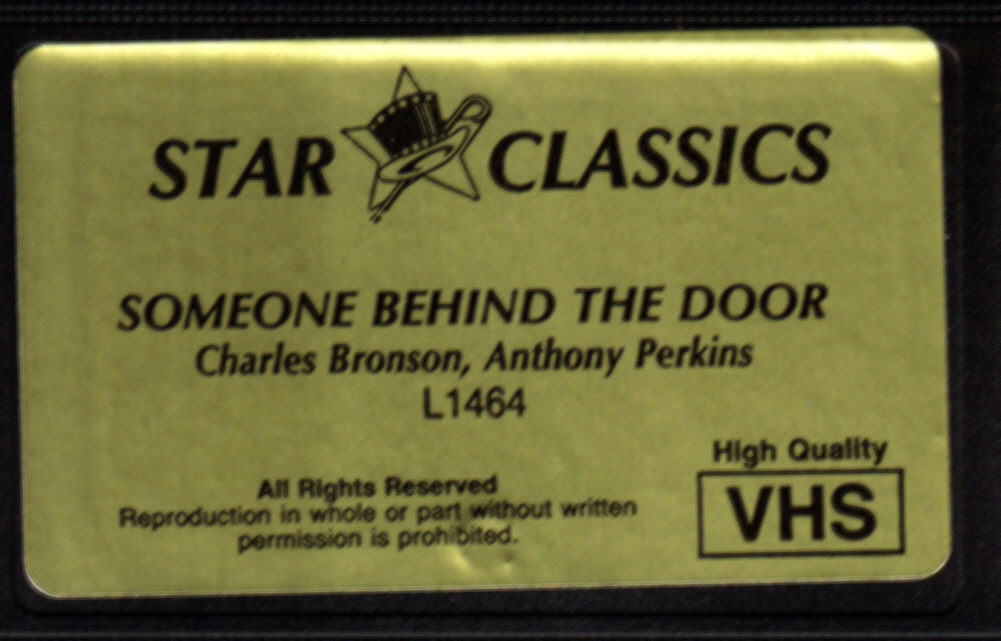 STAR CLASSICS
SOMEONE BEHIND THE DOOR
Charles Bronson, Anthony Perkins
L1464
High Quality
VHS
All Rights Reserved
Reproduction in whole or part without written
permission is prohibited.